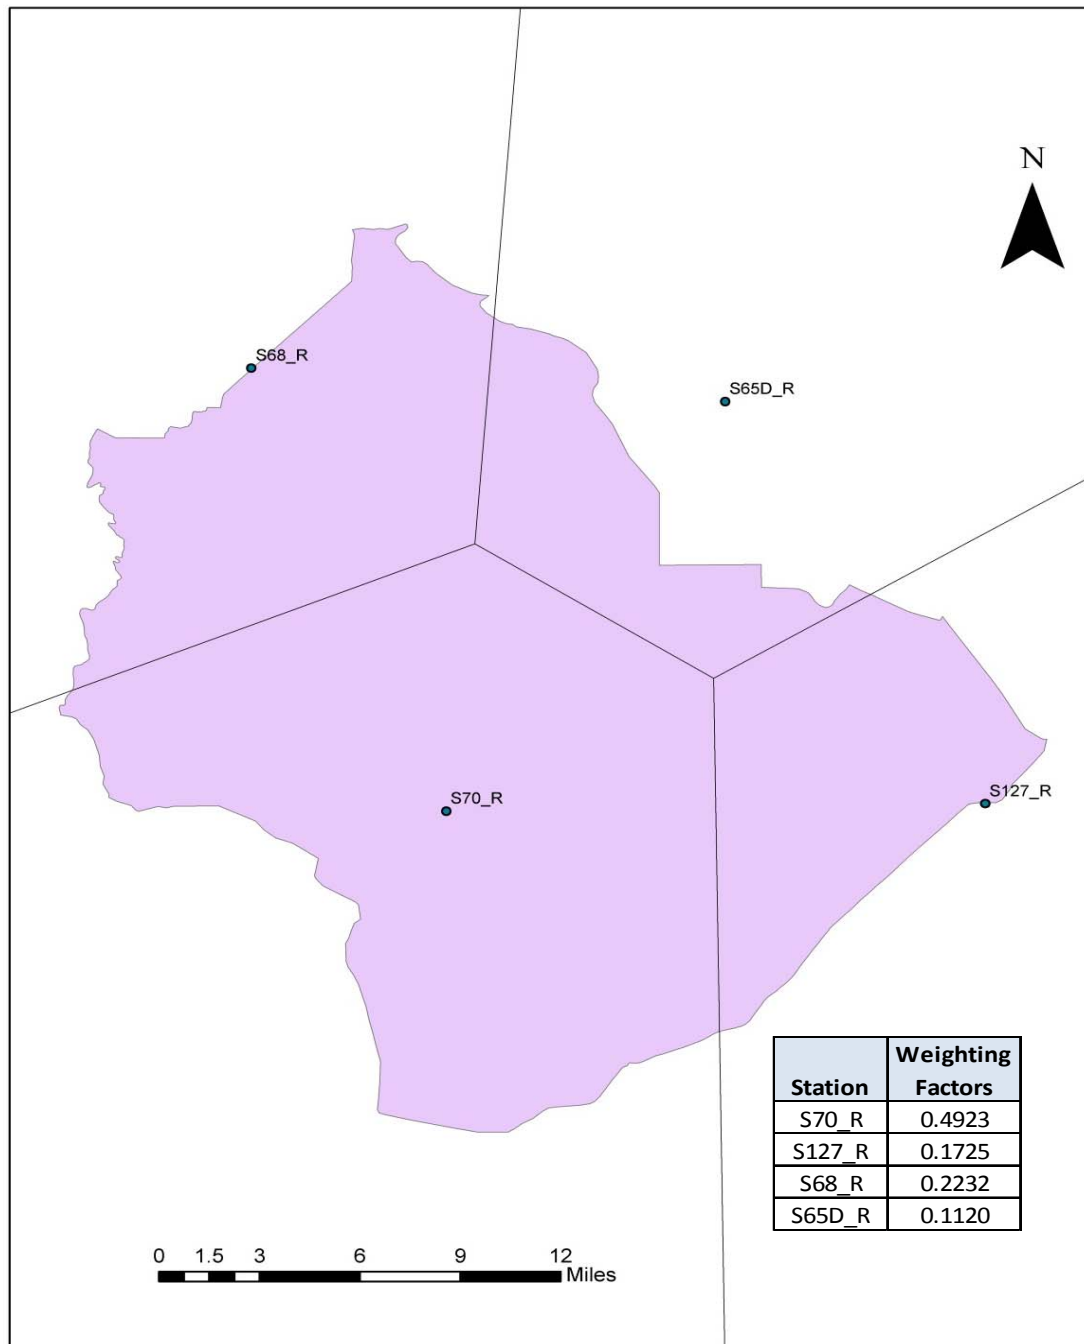 N
S68_R
S65D_R
S70_R
S127_R
Station Weighting Factors
S70_R 0.4923
S127_R 0.1725
S68_R 0.2232
S65D_R 0.1120
0 1.5 3 6 9 12
Miles